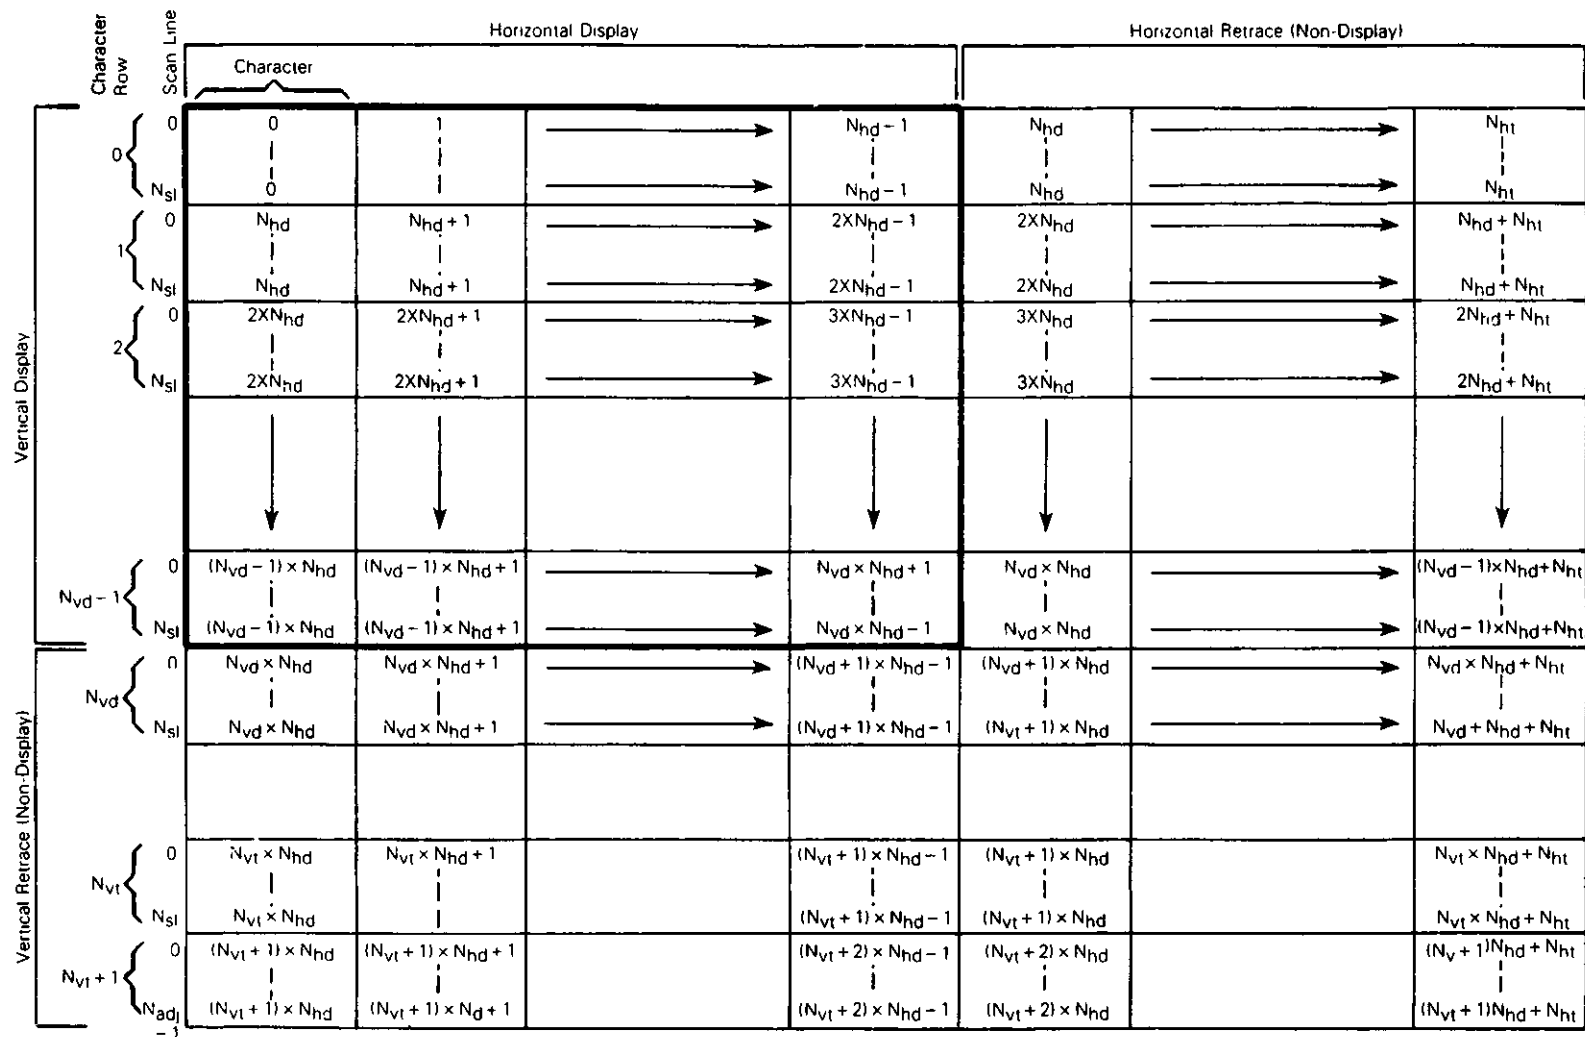 Character Row
Scan Line
Horizontal Display
Horizontal Retrace (Non-Display)
Character
Vertical Display
0
0 0 1 N_hd − 1 N_hd N_ht
N_sl 0 N_hd − 1 N_hd N_ht
1
0 N_hd N_hd + 1 2XN_hd − 1 2XN_hd N_hd + N_ht
N_sl N_hd N_hd + 1 2XN_hd − 1 2XN_hd N_hd + N_ht
2
0 2XN_hd 2XN_hd + 1 3XN_hd − 1 3XN_hd 2N_hd + N_ht
N_sl 2XN_hd 2XN_hd + 1 3XN_hd − 1 3XN_hd 2N_hd + N_ht
N_vd − 1
0 (N_vd − 1) × N_hd (N_vd − 1) × N_hd + 1 N_vd × N_hd + 1 N_vd × N_hd (N_vd − 1) × N_hd + N_ht
N_sl (N_vd − 1) × N_hd (N_vd − 1) × N_hd + 1 N_vd × N_hd − 1 N_vd × N_hd (N_vd − 1) × N_hd + N_ht
Vertical Retrace (Non-Display)
N_vd
0 N_vd × N_hd N_vd × N_hd + 1 (N_vd + 1) × N_hd − 1 (N_vd + 1) × N_hd N_vd × N_hd + N_ht
N_sl N_vd × N_hd N_vd × N_hd + 1 (N_vd + 1) × N_hd − 1 (N_vt + 1) × N_hd N_vd + N_hd + N_ht
N_vt
0 N_vt × N_hd N_vt × N_hd + 1 (N_vt + 1) × N_hd − 1 (N_vt + 1) × N_hd N_vt × N_hd + N_ht
N_sl N_vt × N_hd (N_vt + 1) × N_hd − 1 (N_vt + 1) × N_hd N_vt × N_hd + N_ht
N_vt + 1
0 (N_vt + 1) × N_hd (N_vt + 1) × N_hd + 1 (N_vt + 2) × N_hd − 1 (N_vt + 2) × N_hd (N_v + 1)N_hd + N_ht
N_adj − 1 (N_vt + 1) × N_hd (N_vt + 1) × N_d + 1 (N_vt + 2) × N_hd − 1 (N_vt + 2) × N_hd (N_vt + 1)N_hd + N_ht